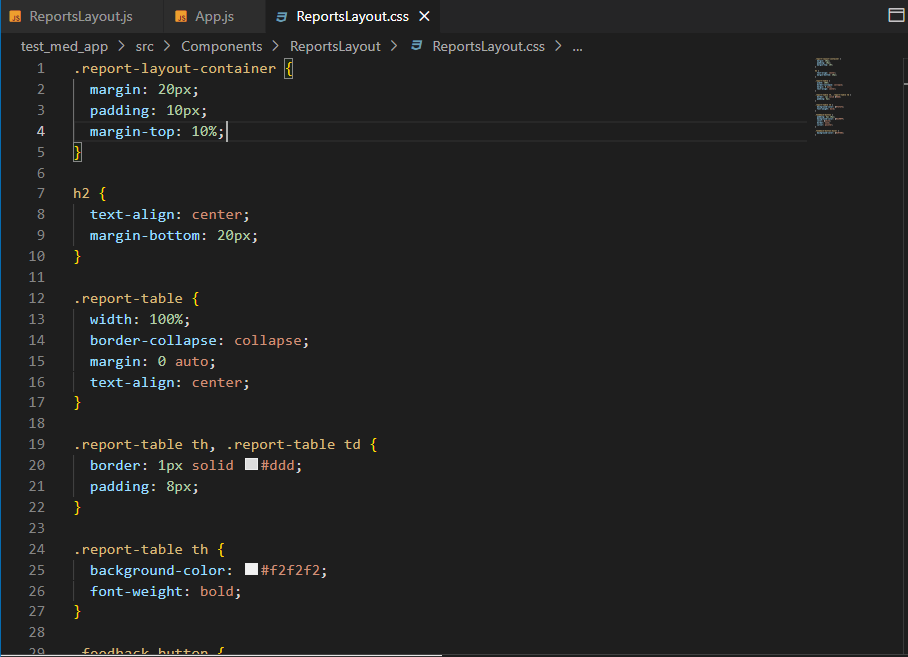 JS ReportsLayout.js JS App.js ReportsLayout.css ×
test_med_app > src > Components > ReportsLayout > ReportsLayout.css > ...
1 .report-layout-container {
2 margin: 20px;
3 padding: 10px;
4 margin-top: 10%;
5 }
6
7 h2 {
8 text-align: center;
9 margin-bottom: 20px;
10 }
11
12 .report-table {
13 width: 100%;
14 border-collapse: collapse;
15 margin: 0 auto;
16 text-align: center;
17 }
18
19 .report-table th, .report-table td {
20 border: 1px solid #ddd;
21 padding: 8px;
22 }
23
24 .report-table th {
25 background-color: #f2f2f2;
26 font-weight: bold;
27 }
28
29 .feedback-button {